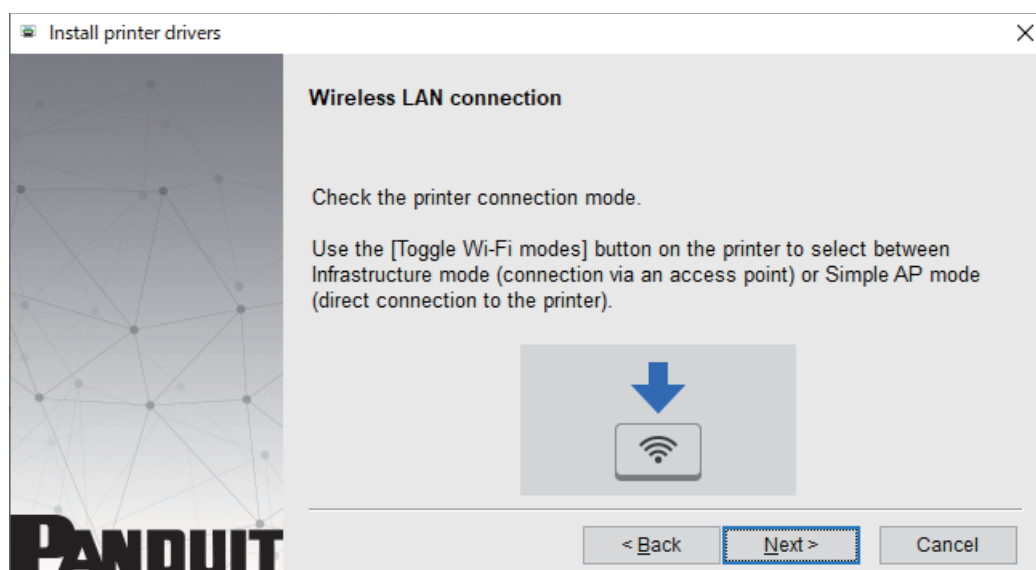 Install printer drivers
Wireless LAN connection
Check the printer connection mode.
Use the [Toggle Wi-Fi modes] button on the printer to select between
Infrastructure mode (connection via an access point) or Simple AP mode
(direct connection to the printer).
PANDUIT
< Back
Next >
Cancel